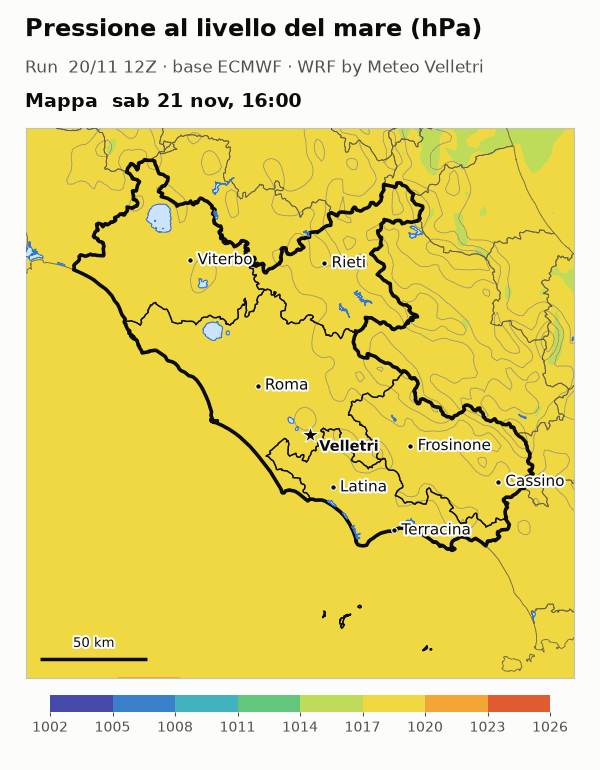 Pressione al livello del mare (hPa)
Run  20/11 12Z · base ECMWF · WRF by Meteo Velletri
Mappa  sab 21 nov, 16:00
Viterbo
Rieti
Roma
Velletri
Frosinone
Latina
Cassino
Terracina
50 km
1002 1005 1008 1011 1014 1017 1020 1023 1026